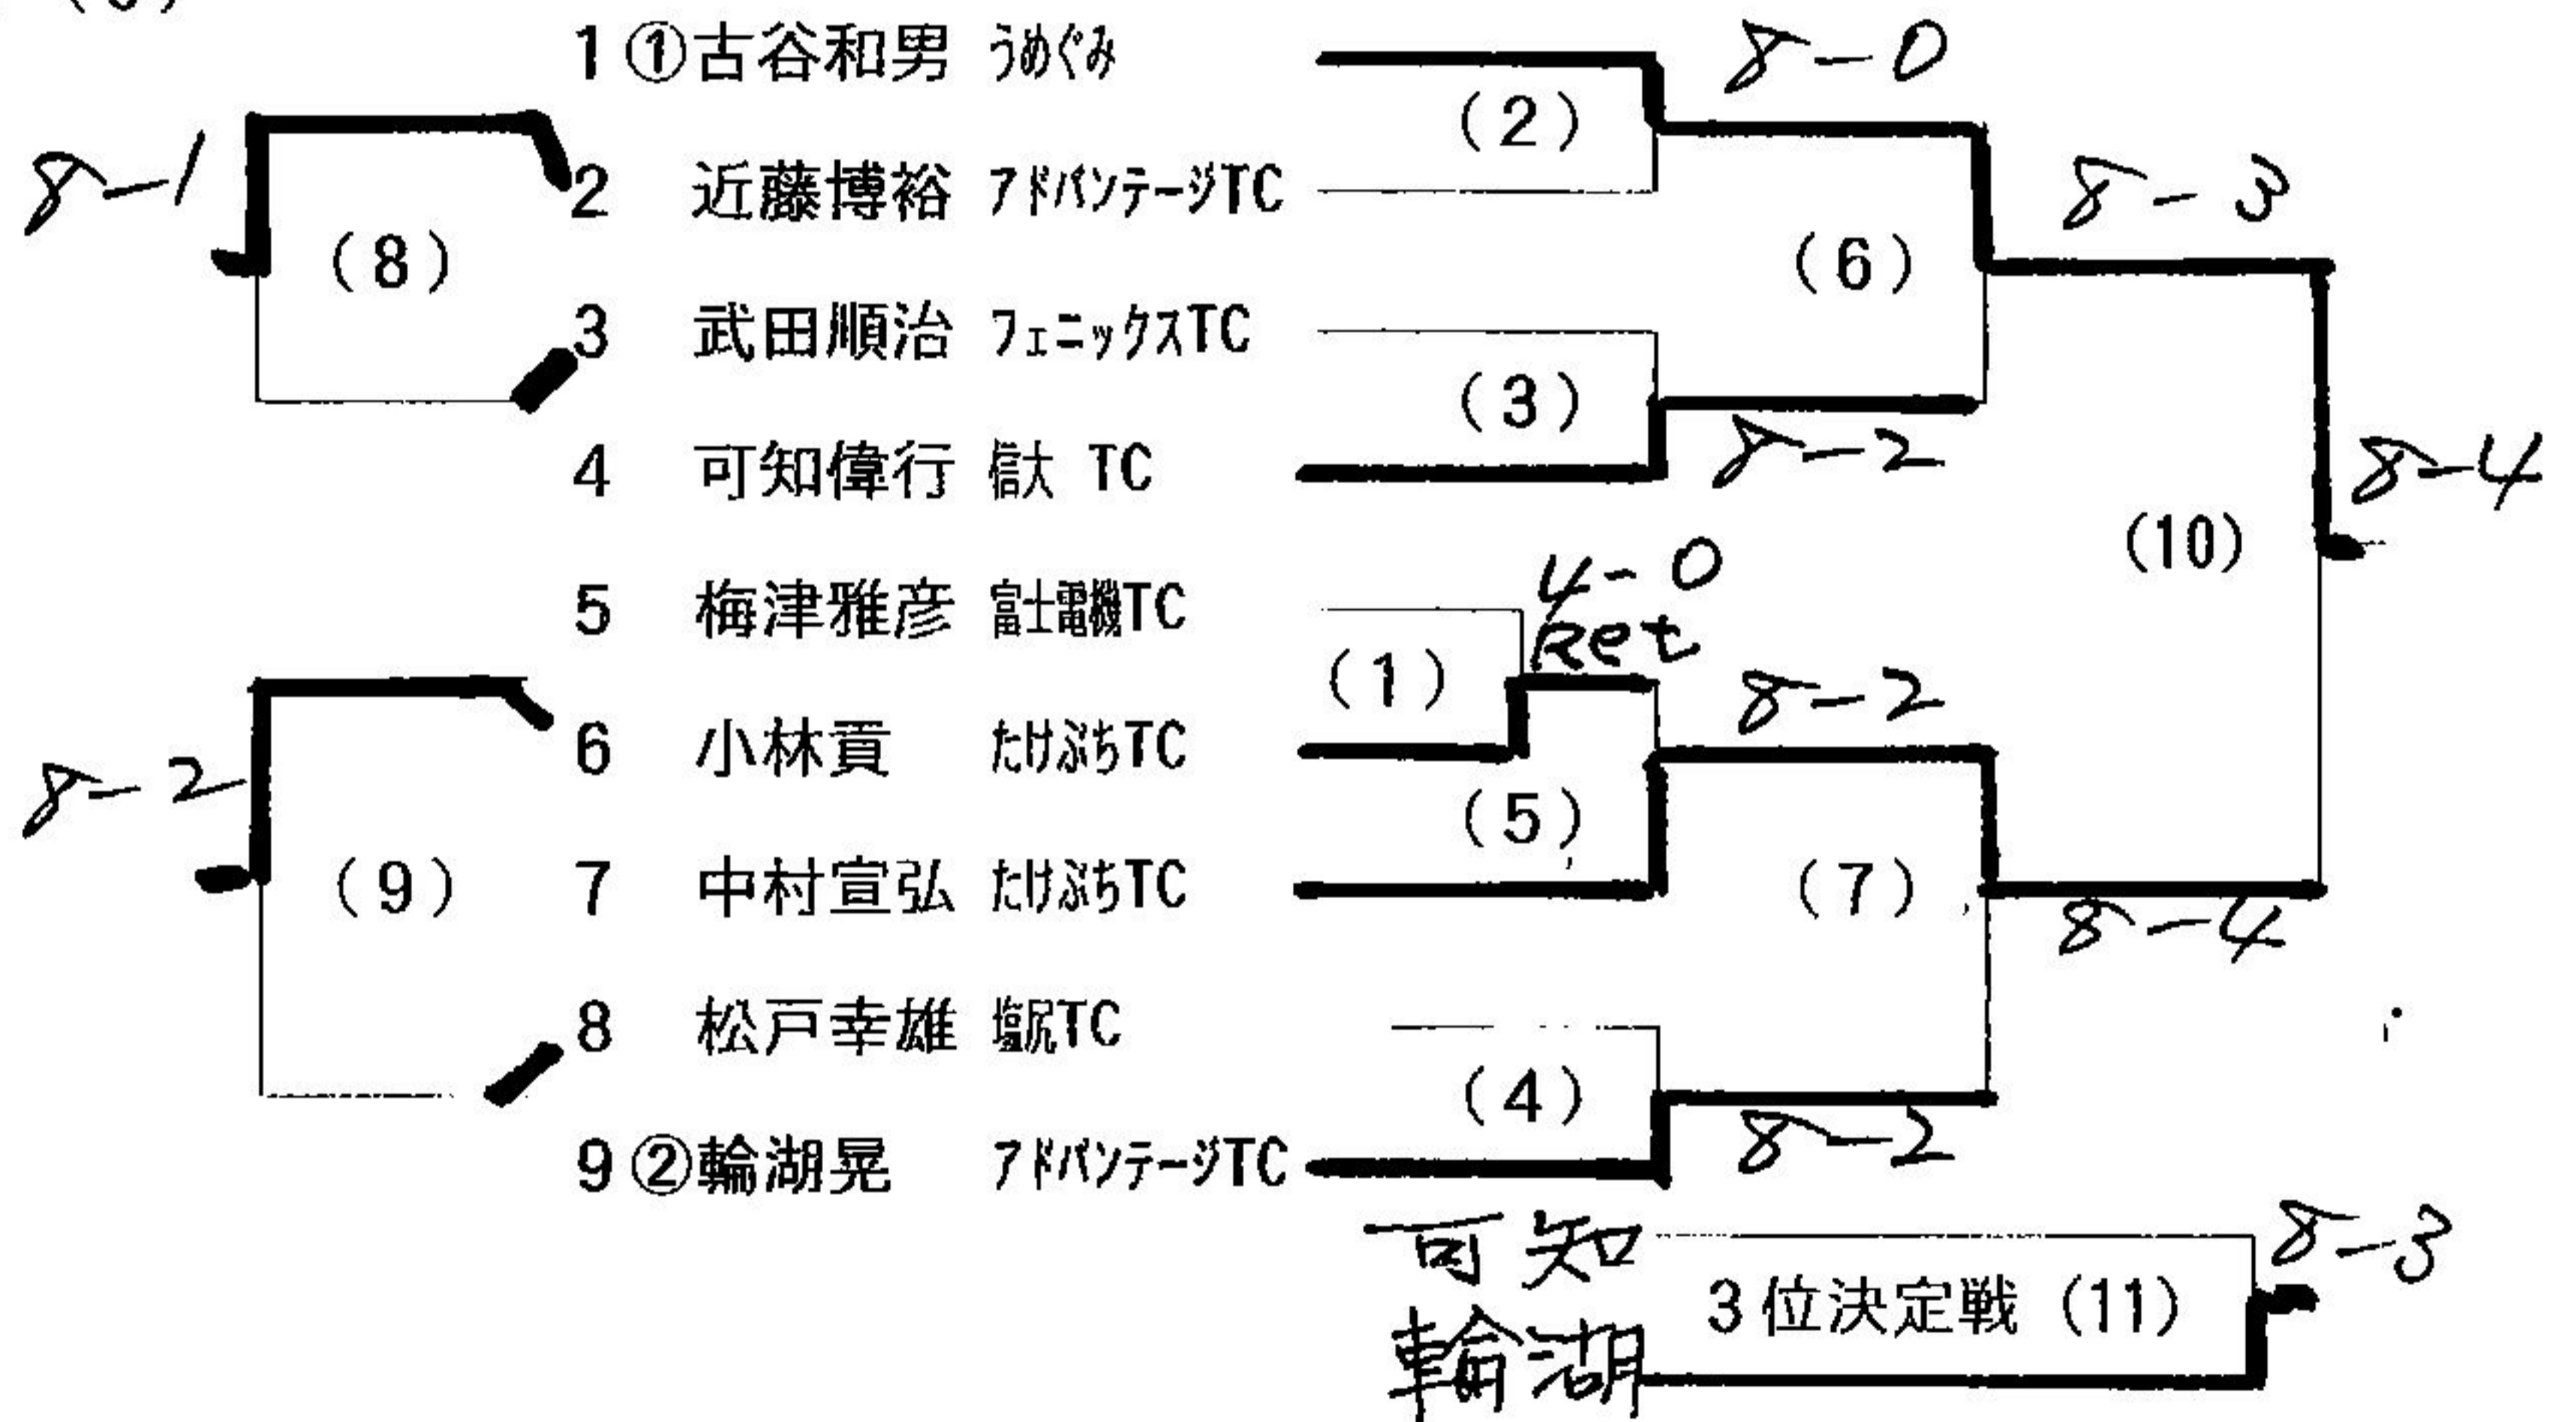 1 ①古谷和男 うめぐみ 8-0
(2)
8-1 2 近藤博裕 アドバンテージTC 8-3
(8) (6)
3 武田順治 フェニックスTC
(3)
4 可知偉行 信大 TC 8-2 8-4
(10)
4-0
5 梅津雅彦 富士電機TC Ret
(1) 8-2
6 小林貢 たけぶちTC
8-2 (5)
(9) 7 中村宣弘 たけぶちTC (7)
8-4
8 松戸幸雄 塩尻TC
(4)
9 ②輪湖晃 アドバンテージTC 8-2
可知 8-3
3位決定戦 (11)
輪湖